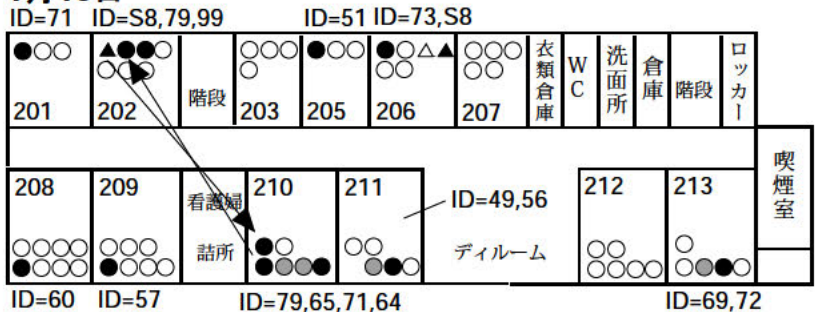 ID=71
ID=S8,79,99
ID=51
ID=73,S8
201
202
階段
203
205
206
207
衣類倉庫
WC
洗面所
倉庫
階段
ロッカー
喫煙室
208
209
看護婦
詰所
210
211
ID=49,56
ディルーム
212
213
ID=60
ID=57
ID=79,65,71,64
ID=69,72